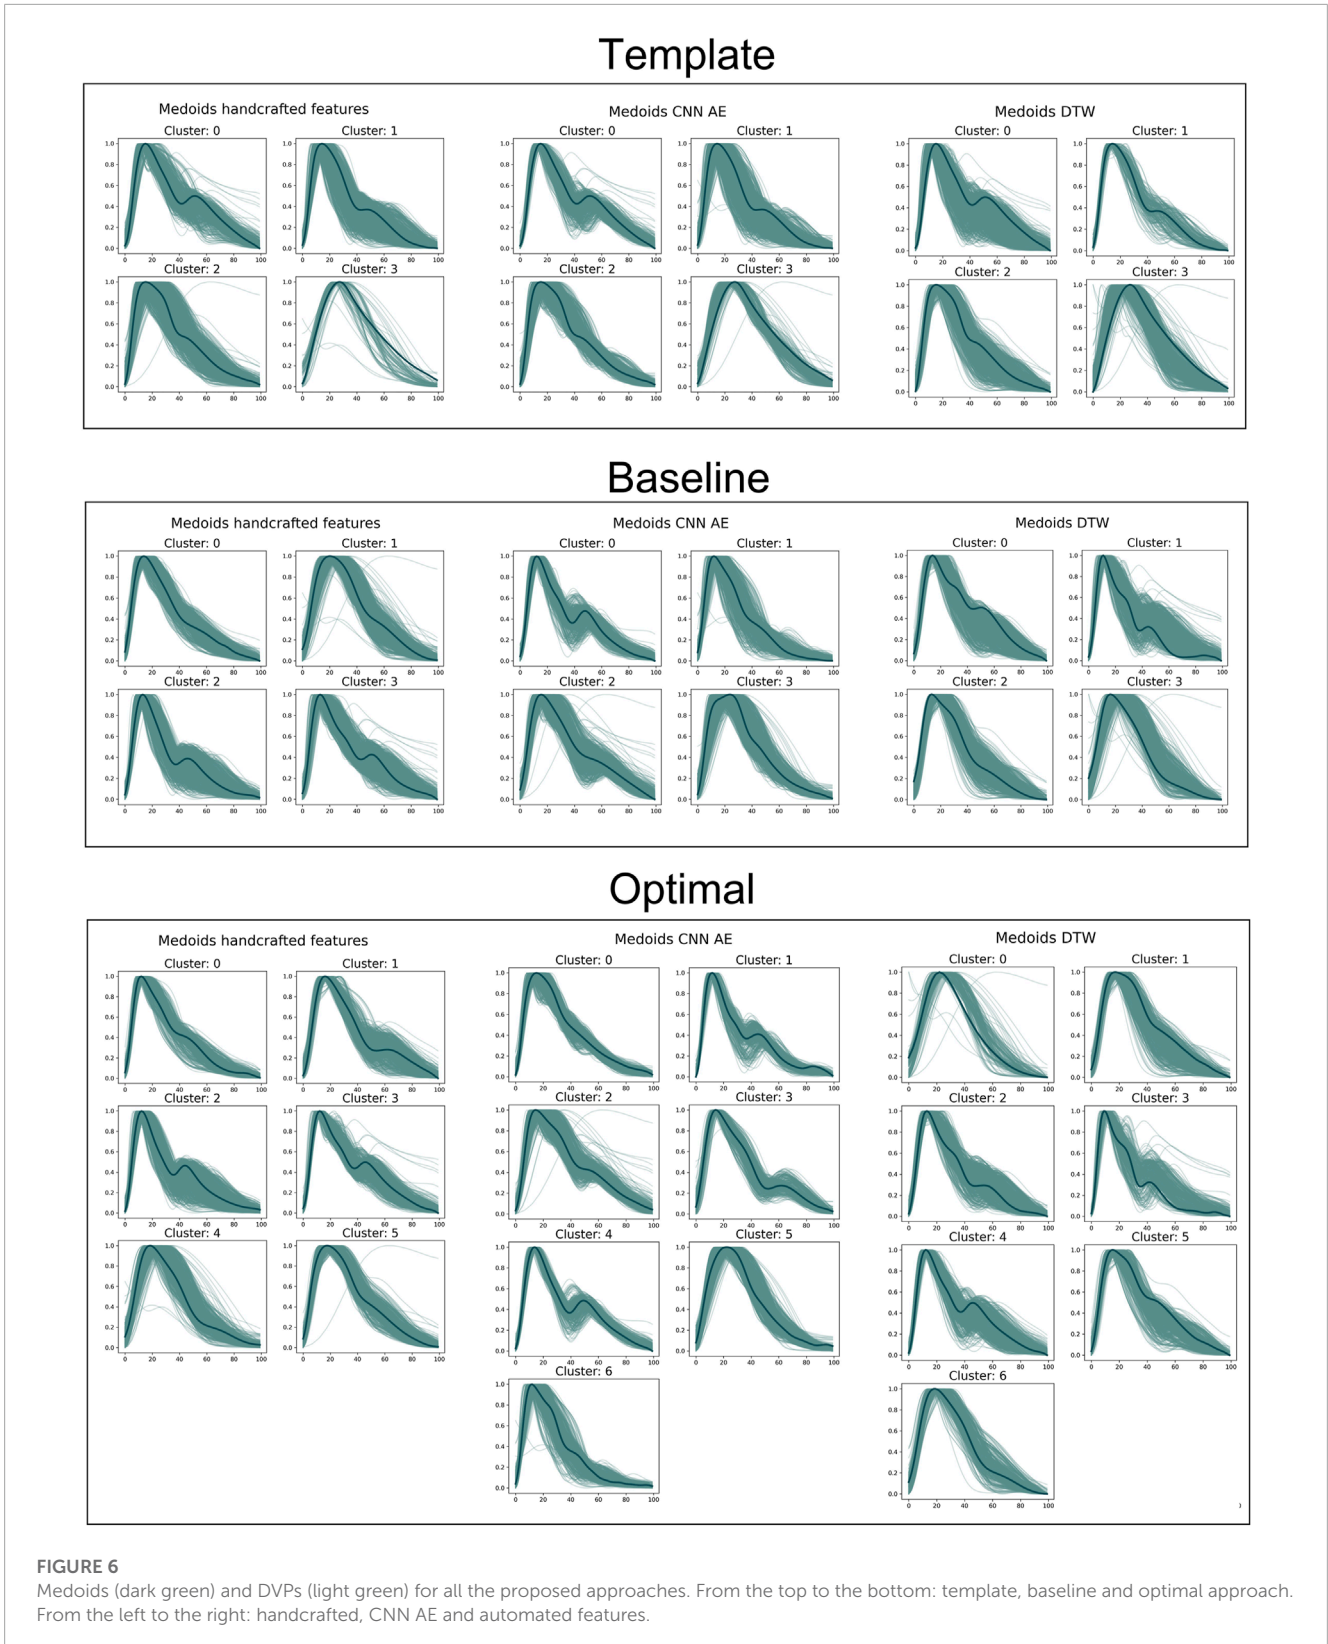 Template
Medoids handcrafted features
Medoids CNN AE
Medoids DTW
Cluster: 0
Cluster: 1
Cluster: 0
Cluster: 1
Cluster: 0
Cluster: 1
Cluster: 2
Cluster: 3
Cluster: 2
Cluster: 3
Cluster: 2
Cluster: 3
Baseline
Medoids handcrafted features
Medoids CNN AE
Medoids DTW
Cluster: 0
Cluster: 1
Cluster: 0
Cluster: 1
Cluster: 0
Cluster: 1
Cluster: 2
Cluster: 3
Cluster: 2
Cluster: 3
Cluster: 2
Cluster: 3
Optimal
Medoids handcrafted features
Medoids CNN AE
Medoids DTW
Cluster: 0
Cluster: 1
Cluster: 0
Cluster: 1
Cluster: 0
Cluster: 1
Cluster: 2
Cluster: 3
Cluster: 2
Cluster: 3
Cluster: 2
Cluster: 3
Cluster: 4
Cluster: 5
Cluster: 4
Cluster: 5
Cluster: 4
Cluster: 5
Cluster: 6
Cluster: 6
FIGURE 6
Medoids (dark green) and DVPs (light green) for all the proposed approaches. From the top to the bottom: template, baseline and optimal approach.
From the left to the right: handcrafted, CNN AE and automated features.